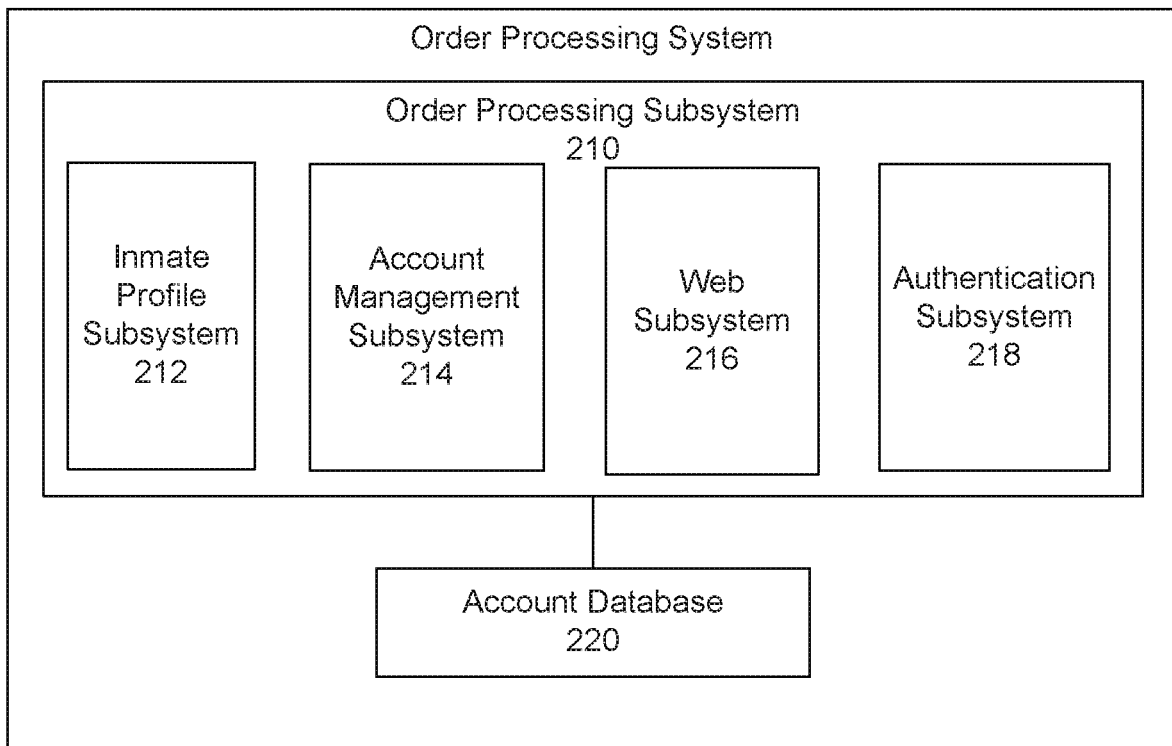 Order Processing System
Order Processing Subsystem
210
Inmate
Profile
Subsystem
212
Account
Management
Subsystem
214
Web
Subsystem
216
Authentication
Subsystem
218
Account Database
220